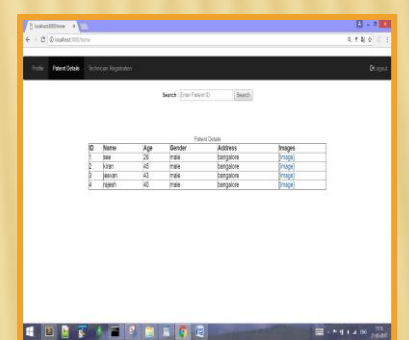 localhost:8080/home
localhost:8080/home
Profile Patient Details Technician Registration Logout
Search Enter Patient ID Search
Patient Details
ID Name Age Gender Address Images
1 male bangalore [Image]
2 kiran 45 male bangalore [Image]
3 jeevan 43 male bangalore [Image]
4 rajesh 40 male bangalore [Image]